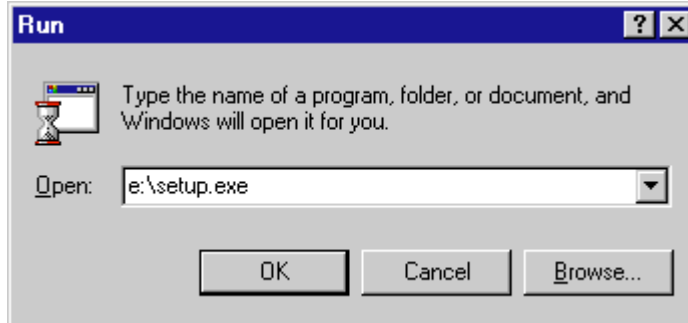 Run
Type the name of a program, folder, or document, and
Windows will open it for you.
Open: e:\setup.exe
OK Cancel Browse...